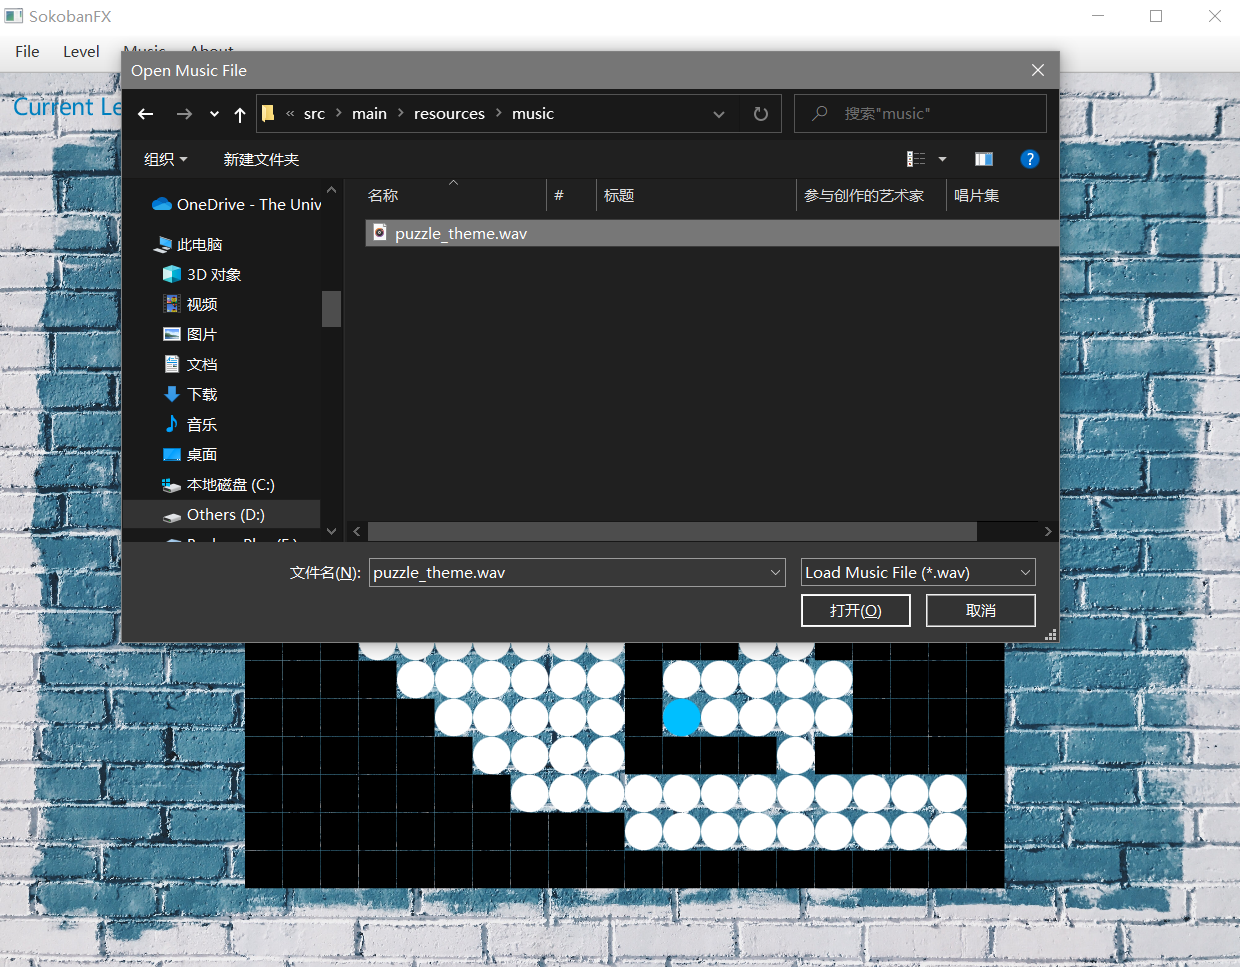 SokobanFX
File Level Music About
Open Music File
Current Le
« src main resources music
搜索"music"
组织 新建文件夹
?
名称 # 标题 参与创作的艺术家 唱片集
OneDrive - The Univ
puzzle_theme.wav
此电脑
3D 对象
视频
图片
文档
下载
音乐
桌面
本地磁盘 (C:)
Others (D:)
文件名(N): puzzle_theme.wav Load Music File (*.wav)
打开(O) 取消